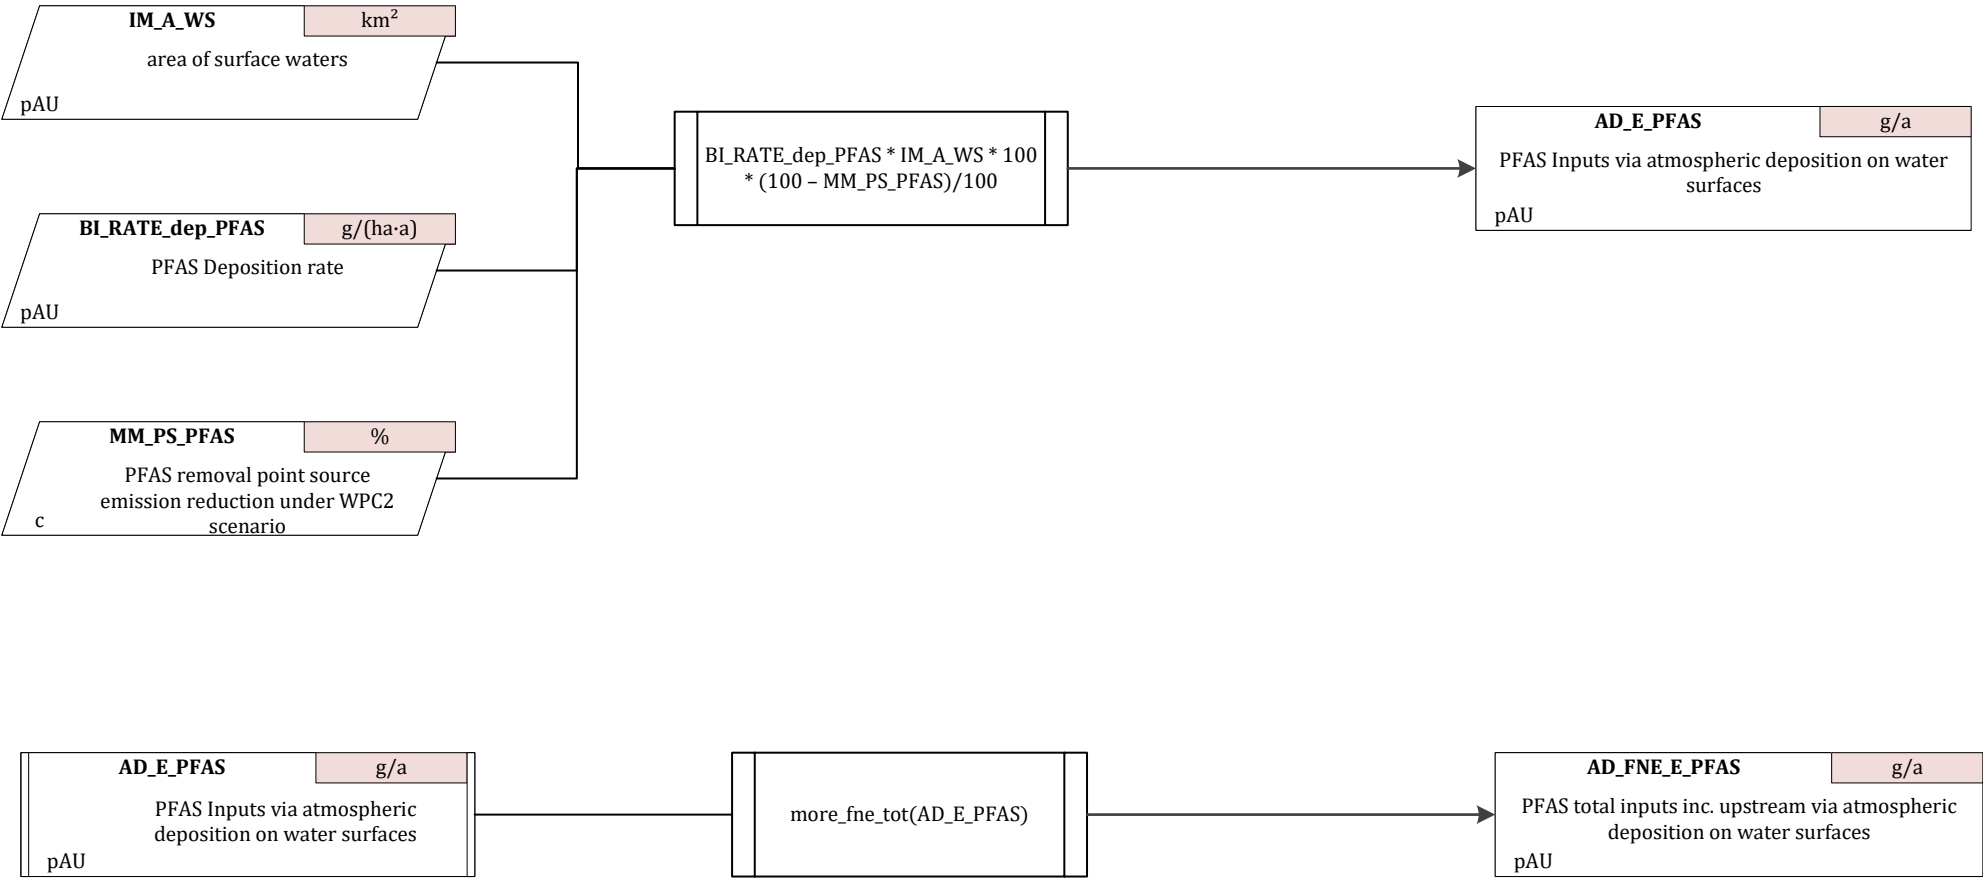 IM_A_WS
km²
area of surface waters
pAU
BI_RATE_dep_PFAS
g/(ha·a)
PFAS Deposition rate
pAU
MM_PS_PFAS
%
PFAS removal point source
emission reduction under WPC2
scenario
c
BI_RATE_dep_PFAS * IM_A_WS * 100
* (100 – MM_PS_PFAS)/100
AD_E_PFAS
g/a
PFAS Inputs via atmospheric deposition on water
surfaces
pAU
AD_E_PFAS
g/a
PFAS Inputs via atmospheric
deposition on water surfaces
pAU
more_fne_tot(AD_E_PFAS)
AD_FNE_E_PFAS
g/a
PFAS total inputs inc. upstream via atmospheric
deposition on water surfaces
pAU